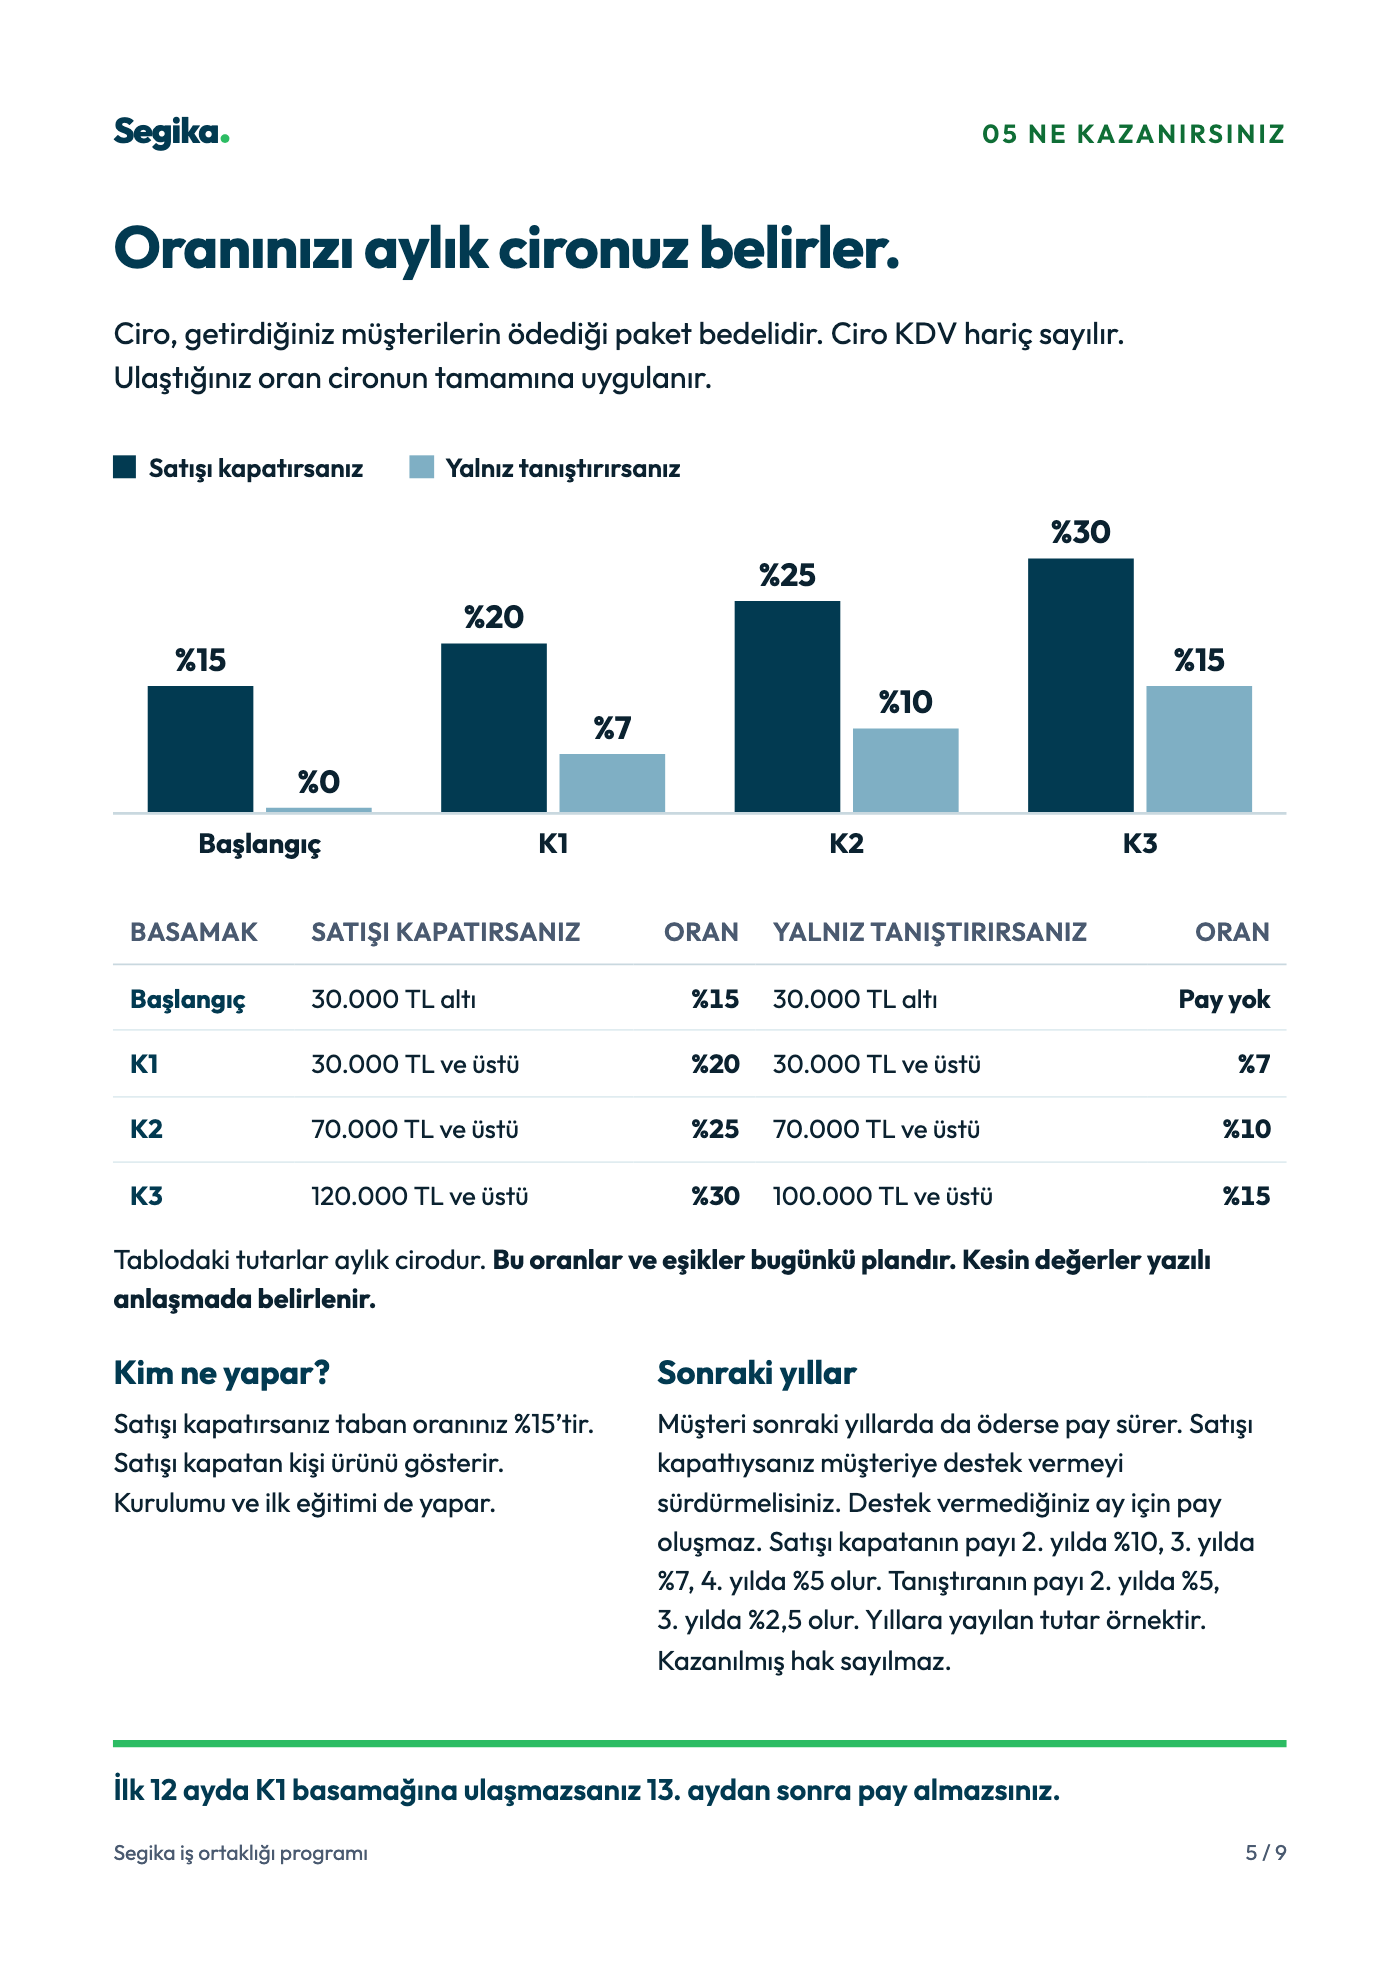 Segika.
05 NE KAZANIRSINIZ
Oranınızı aylık cironuz belirler.
Ciro, getirdiğiniz müşterilerin ödediği paket bedelidir. Ciro KDV hariç sayılır.
Ulaştığınız oran cironun tamamına uygulanır.
Satışı kapatırsanız Yalnız tanıştırırsanız
%15 %0 %20 %7 %25 %10 %30 %15
Başlangıç K1 K2 K3
BASAMAK SATIŞI KAPATIRSANIZ ORAN YALNIZ TANIŞTIRIRSANIZ ORAN
Başlangıç 30.000 TL altı %15 30.000 TL altı Pay yok
K1 30.000 TL ve üstü %20 30.000 TL ve üstü %7
K2 70.000 TL ve üstü %25 70.000 TL ve üstü %10
K3 120.000 TL ve üstü %30 100.000 TL ve üstü %15
Tablodaki tutarlar aylık cirodur. Bu oranlar ve eşikler bugünkü plandır. Kesin değerler yazılı
anlaşmada belirlenir.
Kim ne yapar?
Satışı kapatırsanız taban oranınız %15’tir.
Satışı kapatan kişi ürünü gösterir.
Kurulumu ve ilk eğitimi de yapar.
Sonraki yıllar
Müşteri sonraki yıllarda da öderse pay sürer. Satışı
kapattıysanız müşteriye destek vermeyi
sürdürmelisiniz. Destek vermediğiniz ay için pay
oluşmaz. Satışı kapatanın payı 2. yılda %10, 3. yılda
%7, 4. yılda %5 olur. Tanıştıranın payı 2. yılda %5,
3. yılda %2,5 olur. Yıllara yayılan tutar örnektir.
Kazanılmış hak sayılmaz.
İlk 12 ayda K1 basamağına ulaşmazsanız 13. aydan sonra pay almazsınız.
Segika iş ortaklığı programı
5 / 9